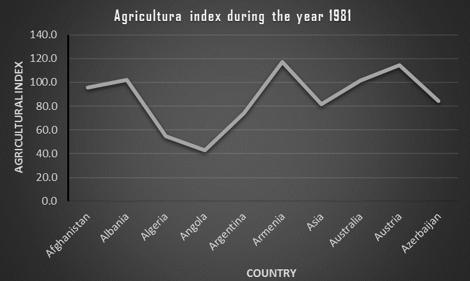 Agricultura index during the year 1981
140.0
120.0
100.0
80.0
60.0
40.0
20.0
0.0
AGRICULTURAL INDEX
Afghanistan
Albania
Algeria
Angola
Argentina
Armenia
Asia
Australia
Austria
Azerbaijan
COUNTRY